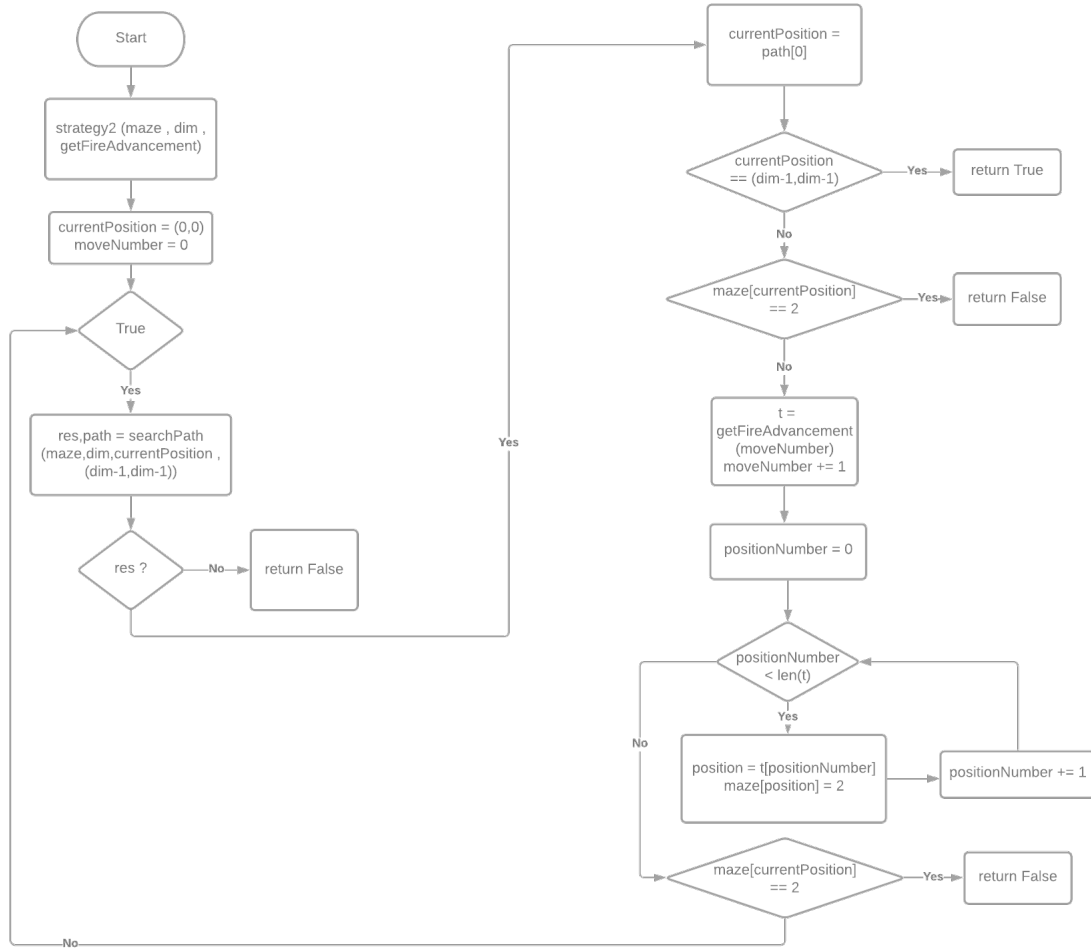 Start
strategy2 (maze , dim ,
getFireAdvancement)
currentPosition = (0,0)
moveNumber = 0
True
Yes
res,path = searchPath
(maze,dim,currentPosition ,
(dim-1,dim-1))
res ?
No
return False
Yes
currentPosition =
path[0]
currentPosition
== (dim-1,dim-1)
Yes
return True
No
maze[currentPosition]
== 2
Yes
return False
No
t =
getFireAdvancement
(moveNumber)
moveNumber += 1
positionNumber = 0
positionNumber
< len(t)
Yes
No
position = t[positionNumber]
maze[position] = 2
positionNumber += 1
maze[currentPosition]
== 2
Yes
return False
No